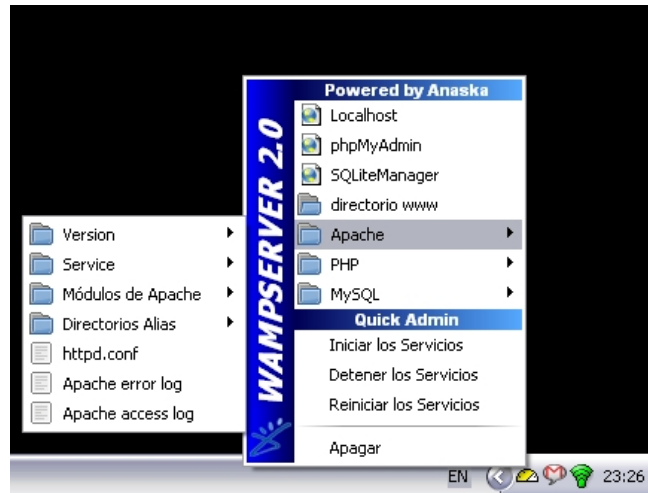 Powered by Anaska
Localhost
phpMyAdmin
SQLiteManager
directorio www
Apache
PHP
MySQL
Quick Admin
Iniciar los Servicios
Detener los Servicios
Reiniciar los Servicios
Apagar
WAMPSERVER 2.0
Version
Service
Módulos de Apache
Directorios Alias
httpd.conf
Apache error log
Apache access log
EN 23:26